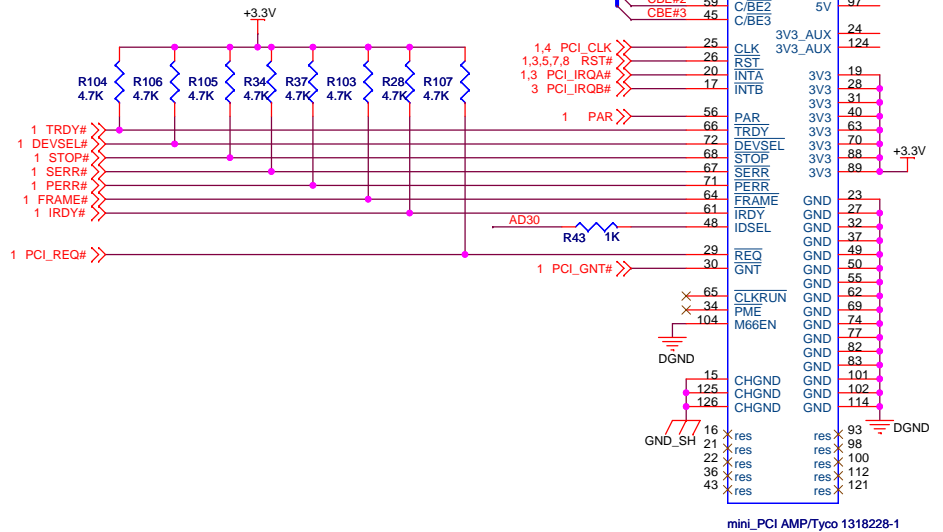 CBE#2 59 C/BE2 5V 97
CBE#3 45 C/BE3
+3.3V
3V3_AUX 24
3V3_AUX 124
1,4 PCI_CLK 25 CLK
1,3,5,7,8 RST# 26 RST
1,3 PCI_IRQA# 20 INTA 3V3 19
3 PCI_IRQB# 17 INTB 3V3 28
R104 R106 R105 R34 R37 R103 R28 R107
4.7K 4.7K 4.7K 4.7K 4.7K 4.7K 4.7K 4.7K
3V3 31
1 PAR 56 PAR 3V3 40
1 TRDY# 66 TRDY 3V3 63
1 DEVSEL# 72 DEVSEL 3V3 70
1 STOP# 68 STOP 3V3 88
1 SERR# 67 SERR 3V3 89 +3.3V
1 PERR# 71 PERR
1 FRAME# 64 FRAME GND 23
1 IRDY# 61 IRDY GND 27
AD30 R43 1K 48 IDSEL GND 32
GND 37
1 PCI_REQ# 29 REQ GND 49
1 PCI_GNT# 30 GNT GND 50
GND 55
65 CLKRUN GND 62
34 PME GND 69
104 M66EN GND 74
DGND
GND 77
GND 82
GND 83
15 CHGND GND 101
125 CHGND GND 102
126 CHGND GND 114
GND_SH
DGND
16 res res 93
21 res res 98
22 res res 100
36 res res 112
43 res res 121
mini_PCI AMP/Tyco 1318228-1